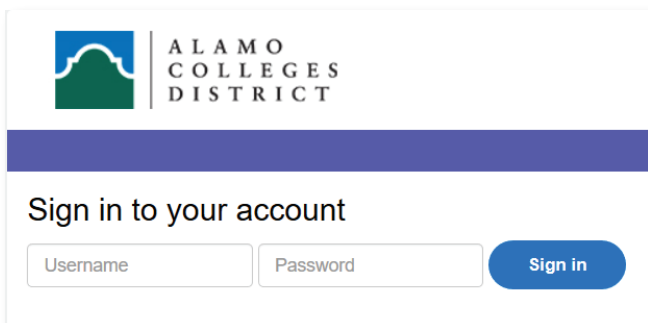 ALAMO
COLLEGES
DISTRICT
Sign in to your account
Username Password Sign in